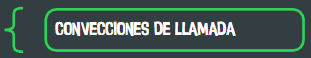 { CONVECCIONES DE LLAMADA